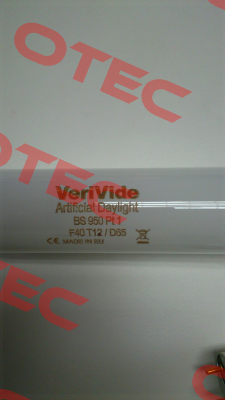 OTEC
VeriVide
Artificial Daylight
BS 950 Pt 1
F40 T12 / D65
CE MADE IN EU
OTEC
OTEC
OTEC